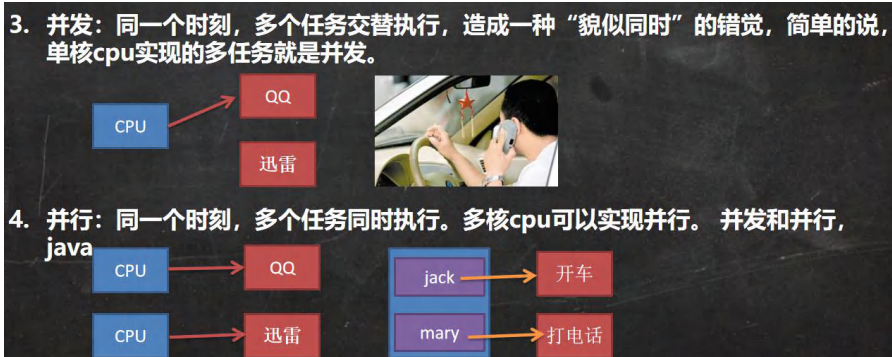 3. 并发：同一个时刻，多个任务交替执行，造成一种“貌似同时”的错觉，简单的说，
单核cpu实现的多任务就是并发。
QQ
CPU
迅雷
4. 并行：同一个时刻，多个任务同时执行。多核cpu可以实现并行。 并发和并行，
java
CPU
QQ
jack
开车
CPU
迅雷
mary
打电话